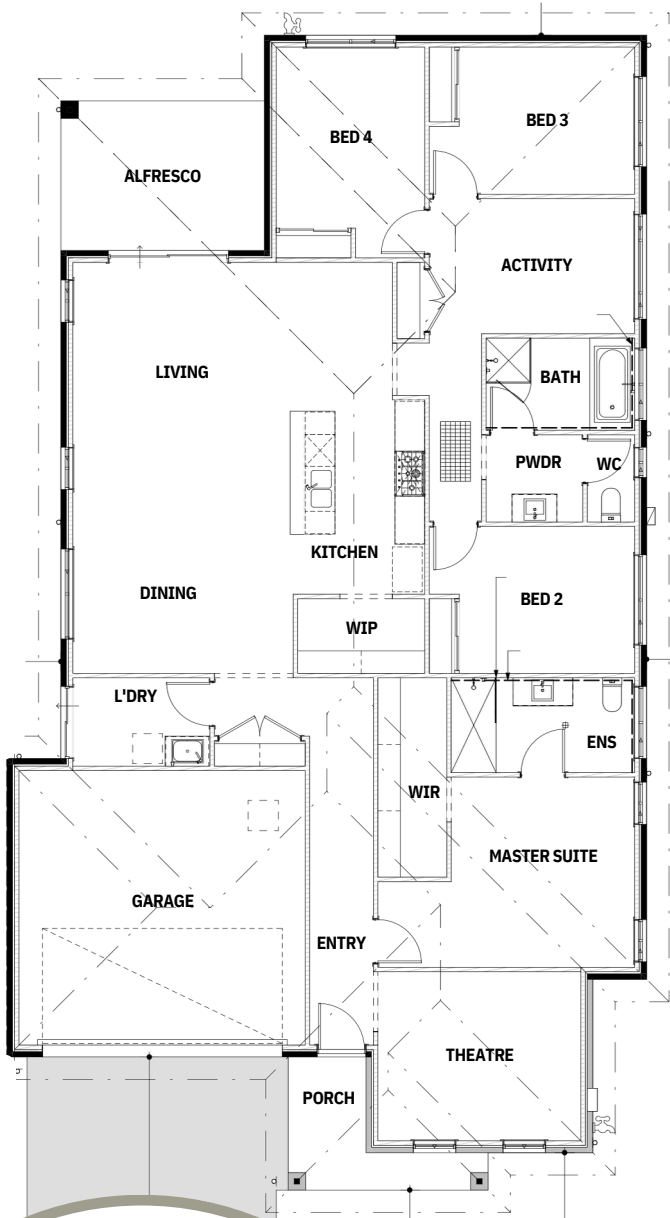 BED 4
BED 3
ALFRESCO
ACTIVITY
LIVING
BATH
PWDR
WC
KITCHEN
DINING
BED 2
WIP
L'DRY
ENS
WIR
MASTER SUITE
GARAGE
ENTRY
THEATRE
PORCH